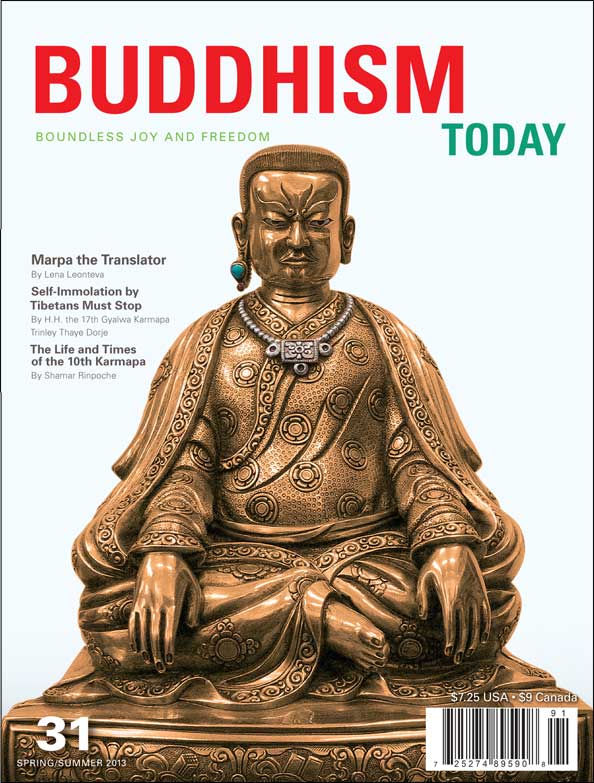 BUDDHISM
TODAY
BOUNDLESS JOY AND FREEDOM
Marpa the Translator
By Lena Leonteva
Self-Immolation by
Tibetans Must Stop
By H.H. the 17th Gyalwa Karmapa
Trinley Thaye Dorje
The Life and Times
of the 10th Karmapa
By Shamar Rinpoche
$7.25 USA • $9 Canada
31
SPRING/SUMMER 2013
9 1
7 25274 89590 8